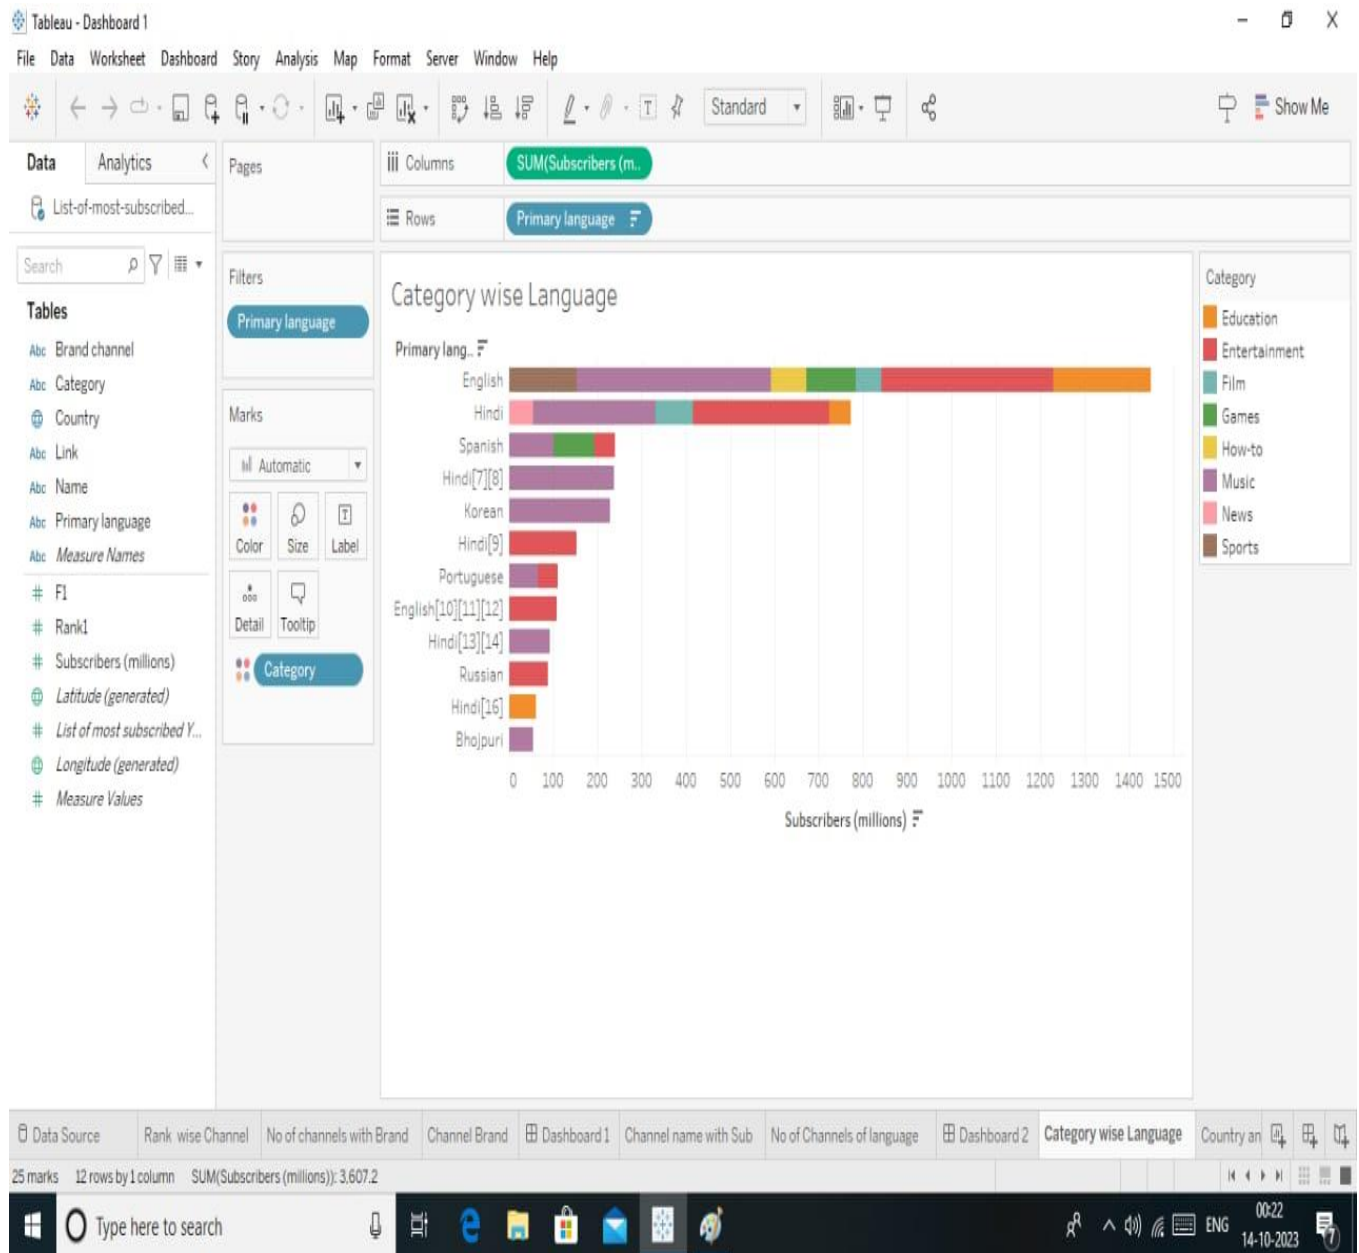 Tableau - Dashboard 1
File Data Worksheet Dashboard Story Analysis Map Format Server Window Help
Standard
Show Me
Data Analytics
List-of-most-subscribed...
Search
Tables
Abc Brand channel
Abc Category
Country
Abc Link
Abc Name
Abc Primary language
Abc Measure Names
# F1
# Rank1
# Subscribers (millions)
Latitude (generated)
# List of most subscribed Y...
Longitude (generated)
# Measure Values
Pages
Filters
Primary language
Marks
Automatic
Color Size Label
Detail Tooltip
Category
Columns SUM(Subscribers (m..
Rows Primary language
Category wise Language
Primary lang..
English
Hindi
Spanish
Hindi[7][8]
Korean
Hindi[9]
Portuguese
English[10][11][12]
Hindi[13][14]
Russian
Hindi[16]
Bhojpuri
0 100 200 300 400 500 600 700 800 900 1000 1100 1200 1300 1400 1500
Subscribers (millions)
Category
Education
Entertainment
Film
Games
How-to
Music
News
Sports
Data Source Rank wise Channel No of channels with Brand Channel Brand Dashboard 1 Channel name with Sub No of Channels of language Dashboard 2 Category wise Language Country an
25 marks 12 rows by 1 column SUM(Subscribers (millions)): 3,607.2
Type here to search
ENG
00:22
14-10-2023
7